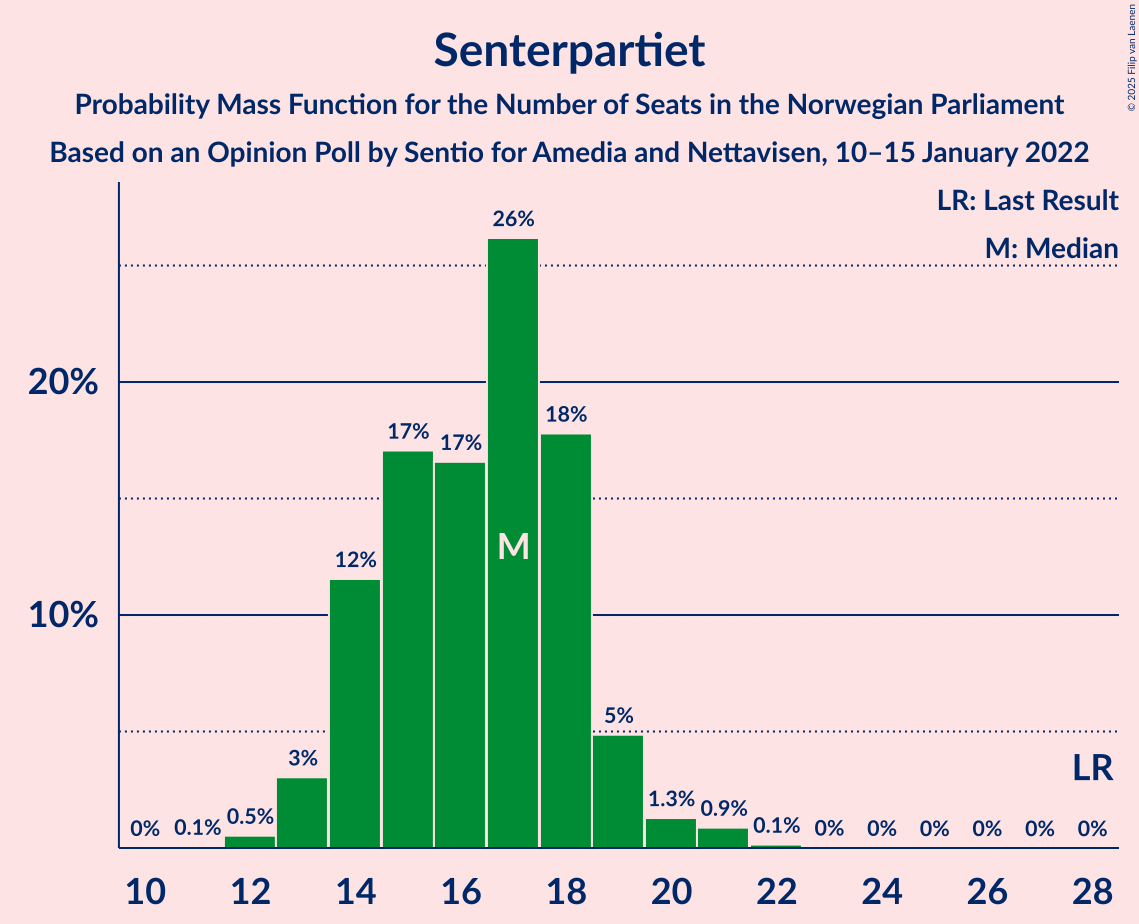 Senterpartiet
Probability Mass Function for the Number of Seats in the Norwegian Parliament
Based on an Opinion Poll by Sentio for Amedia and Nettavisen, 10–15 January 2022
© 2025 Filip van Laenen
LR: Last Result
M: Median
20%
10%
0% 0.1% 0.5% 3% 12% 17% 17% 26% 18% 5% 1.3% 0.9% 0.1% 0% 0% 0% 0% 0% 0%
M
LR
10 12 14 16 18 20 22 24 26 28